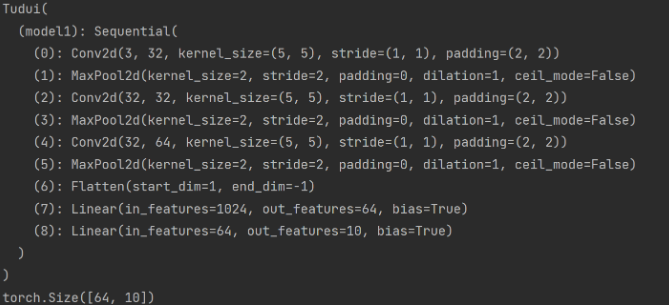 Tudui(
  (model1): Sequential(
    (0): Conv2d(3, 32, kernel_size=(5, 5), stride=(1, 1), padding=(2, 2))
    (1): MaxPool2d(kernel_size=2, stride=2, padding=0, dilation=1, ceil_mode=False)
    (2): Conv2d(32, 32, kernel_size=(5, 5), stride=(1, 1), padding=(2, 2))
    (3): MaxPool2d(kernel_size=2, stride=2, padding=0, dilation=1, ceil_mode=False)
    (4): Conv2d(32, 64, kernel_size=(5, 5), stride=(1, 1), padding=(2, 2))
    (5): MaxPool2d(kernel_size=2, stride=2, padding=0, dilation=1, ceil_mode=False)
    (6): Flatten(start_dim=1, end_dim=-1)
    (7): Linear(in_features=1024, out_features=64, bias=True)
    (8): Linear(in_features=64, out_features=10, bias=True)
  )
)
torch.Size([64, 10])